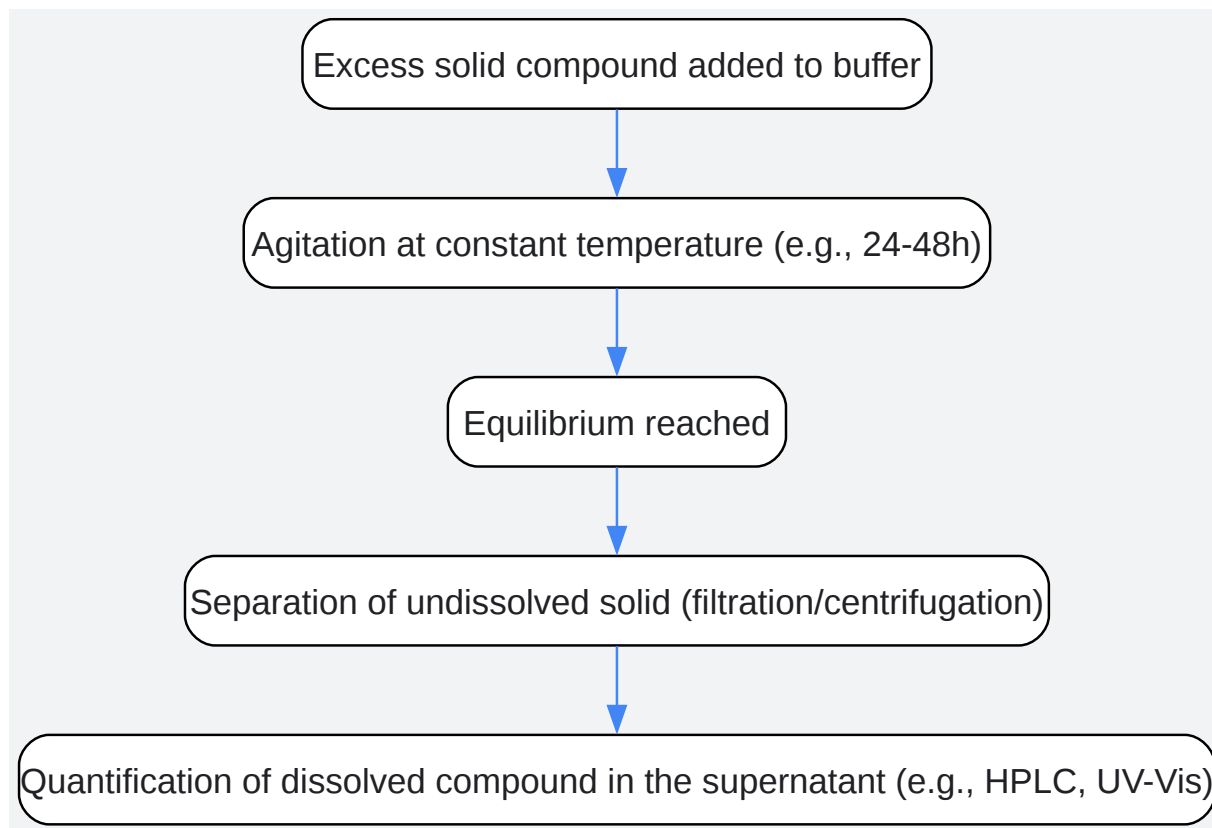 Excess solid compound added to buffer
Agitation at constant temperature (e.g., 24-48h)
Equilibrium reached
Separation of undissolved solid (filtration/centrifugation)
Quantification of dissolved compound in the supernatant (e.g., HPLC, UV-Vis)